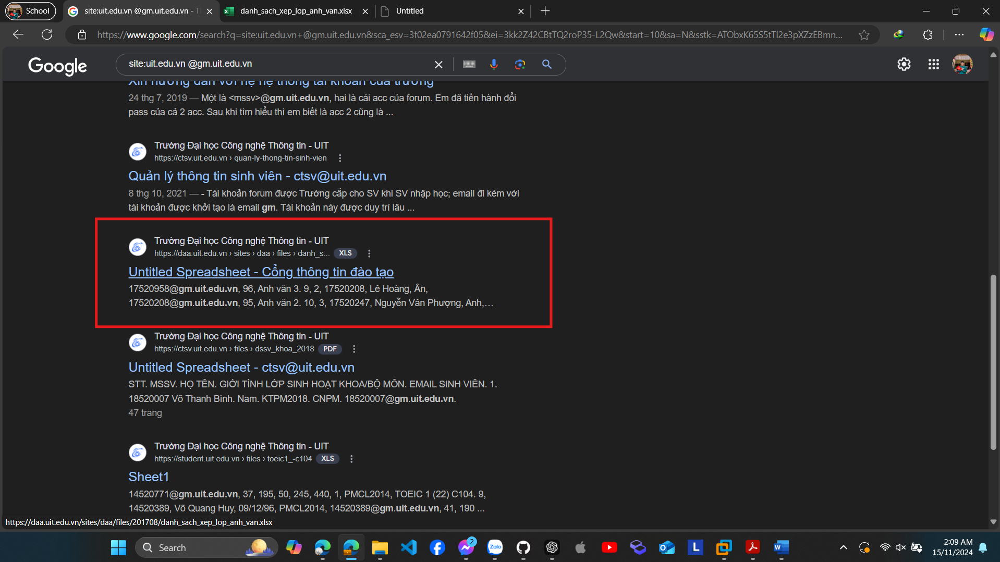 School
site:uit.edu.vn @gm.uit.edu.vn - T
danh_sach_xep_lop_anh_van.xlsx
Untitled
https://www.google.com/search?q=site:uit.edu.vn+@gm.uit.edu.vn&sca_esv=3f02ea0791642f05&ei=3kk2Z42CBtTQ2roP35-L2Qw&start=10&sa=N&sstk=ATObxK65S5tTl2e3pXZzEBmn...
Google
site:uit.edu.vn @gm.uit.edu.vn
Xin hướng dẫn với hệ hệ thống tài khoản của trường
24 thg 7, 2019 — Một là <mssv>@gm.uit.edu.vn, hai là cái acc của forum. Em đã tiến hành đổi
pass của cả 2 acc. Sau khi tìm hiểu thì em biết là acc 2 cũng là ...
Trường Đại học Công nghệ Thông tin - UIT
https://ctsv.uit.edu.vn › quan-ly-thong-tin-sinh-vien
Quản lý thông tin sinh viên - ctsv@uit.edu.vn
8 thg 10, 2021 — - Tài khoản forum được Trường cấp cho SV khi SV nhập học; email đi kèm với
tài khoản được khởi tạo là email gm. Tài khoản này được duy trì lâu ...
Trường Đại học Công nghệ Thông tin - UIT
https://daa.uit.edu.vn › sites › daa › files › danh_s... XLS
Untitled Spreadsheet - Cổng thông tin đào tạo
17520958@gm.uit.edu.vn, 96, Anh văn 3. 9, 2, 17520208, Lê Hoàng, Ân,
17520208@gm.uit.edu.vn, 95, Anh văn 2. 10, 3, 17520247, Nguyễn Vân Phượng, Anh,...
Trường Đại học Công nghệ Thông tin - UIT
https://ctsv.uit.edu.vn › files › dssv_khoa_2018 PDF
Untitled Spreadsheet - ctsv@uit.edu.vn
STT. MSSV. HỌ TÊN. GIỚI TÍNH LỚP SINH HOẠT KHOA/BỘ MÔN. EMAIL SINH VIÊN. 1.
18520007 Võ Thanh Bình. Nam. KTPM2018. CNPM. 18520007@gm.uit.edu.vn.
47 trang
Trường Đại học Công nghệ Thông tin - UIT
https://student.uit.edu.vn › files › toeic1_-c104 XLS
Sheet1
14520771@gm.uit.edu.vn, 37, 195, 50, 245, 440, 1, PMCL2014, TOEIC 1 (22) C104. 9,
14520389, Võ Quang Huy, 09/12/96, PMCL2014, 14520389@gm.uit.edu.vn, 41, 190 ...
https://daa.uit.edu.vn/sites/daa/files/201708/danh_sach_xep_lop_anh_van.xlsx
Search
2
Zalo
L
2:09 AM
15/11/2024